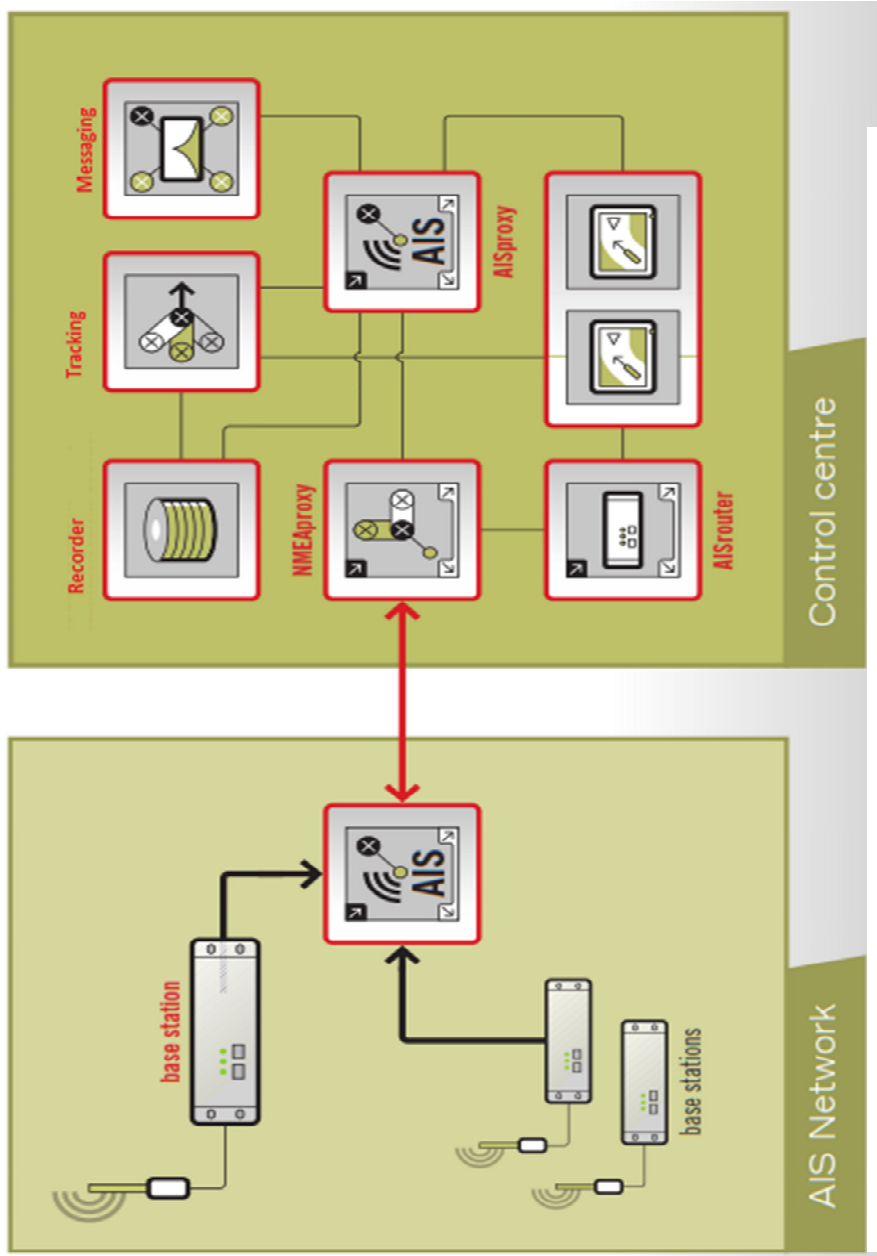 AIS Network
base station
base stations
AIS
Control centre
Recorder
Tracking
Messaging
NMEAproxy
AIS
AISproxy
AISrouter